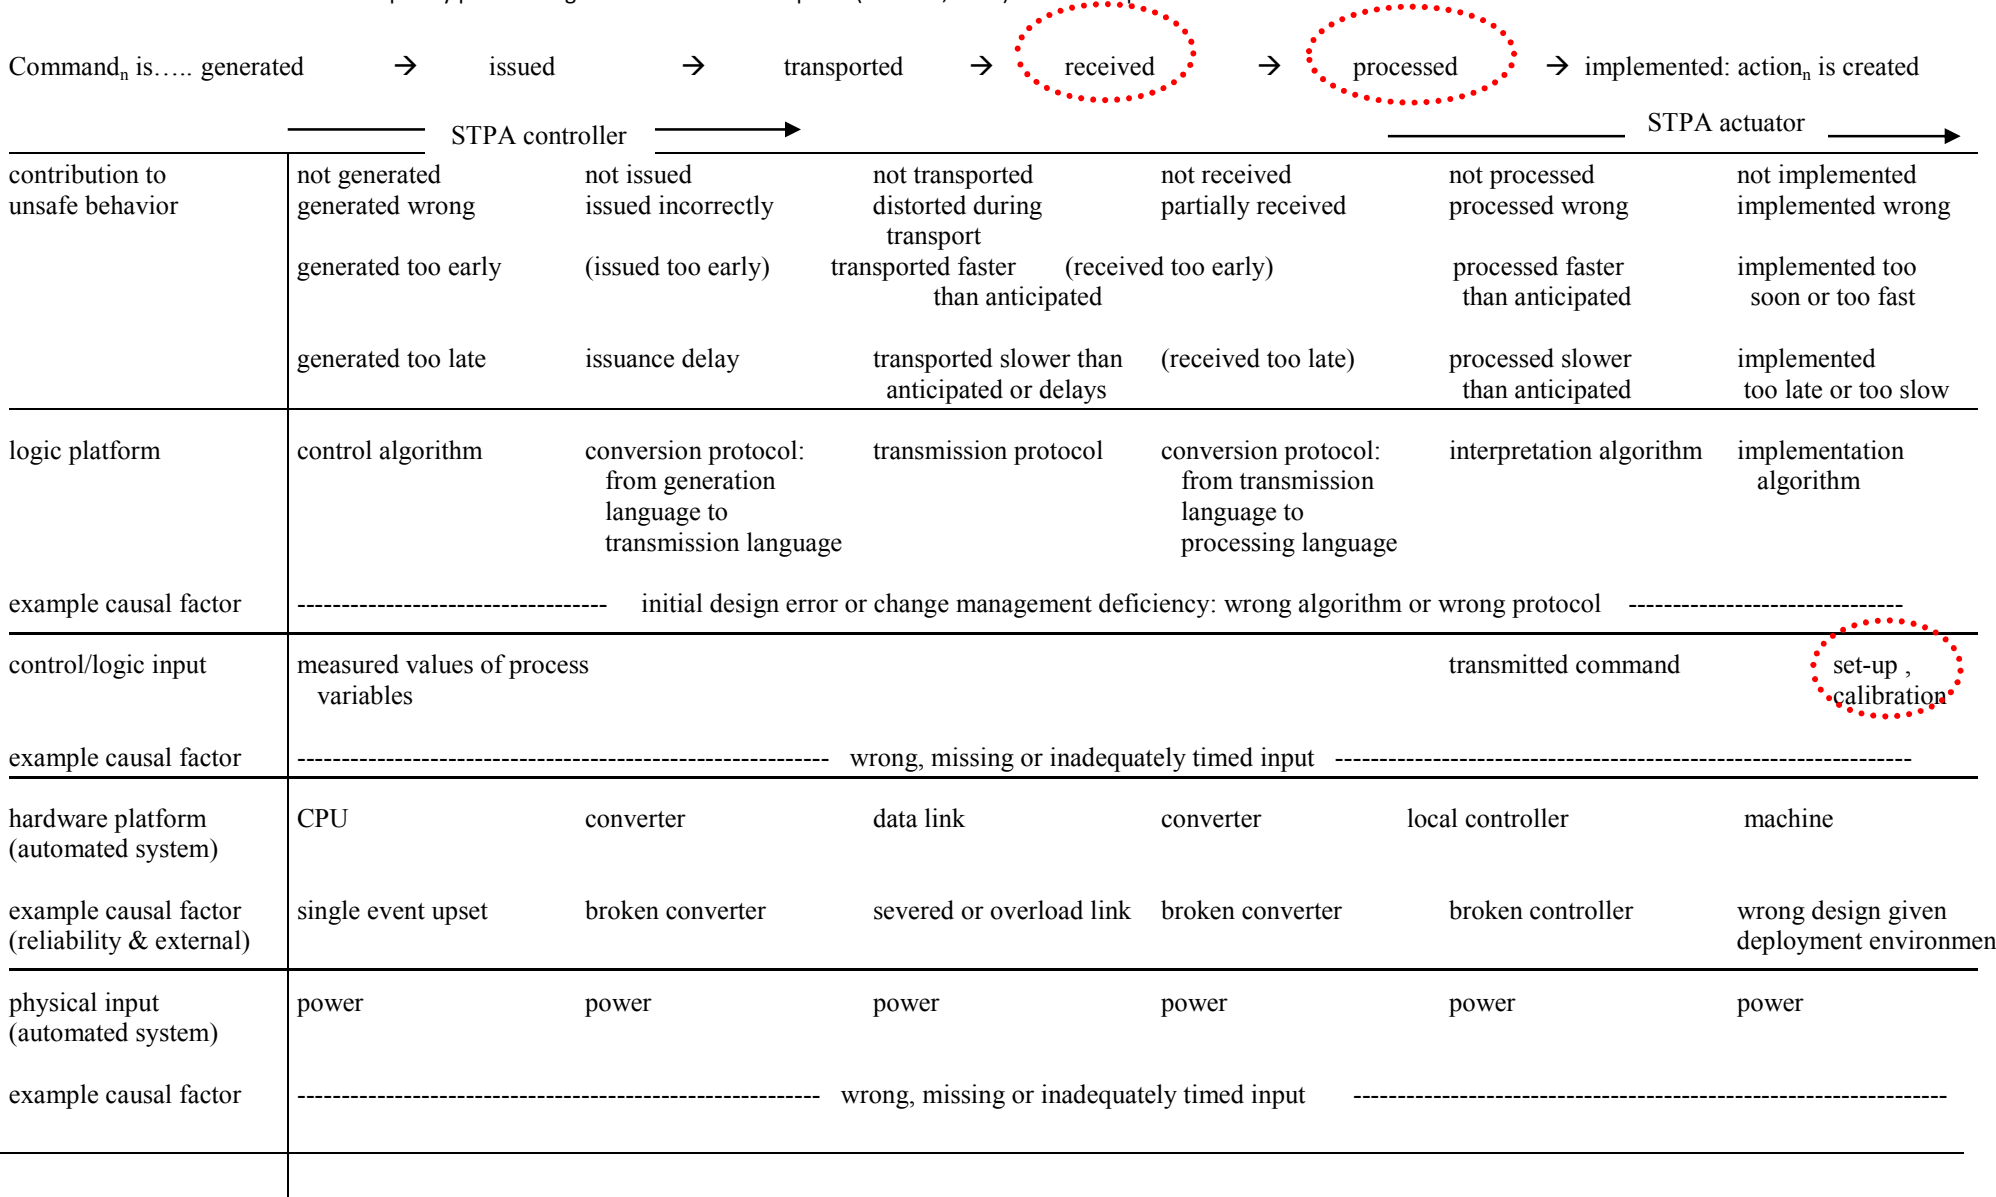 Commandn is….. generated → issued → transported → received → processed → implemented: actionn is created
STPA controller STPA actuator
contribution to not generated not issued not transported not received not processed not implemented
unsafe behavior generated wrong issued incorrectly distorted during partially received processed wrong implemented wrong
transport
generated too early (issued too early) transported faster (received too early) processed faster implemented too
than anticipated than anticipated soon or too fast
generated too late issuance delay transported slower than (received too late) processed slower implemented
anticipated or delays than anticipated too late or too slow
logic platform control algorithm conversion protocol: transmission protocol conversion protocol: interpretation algorithm implementation
from generation from transmission algorithm
language to language to
transmission language processing language
example causal factor ----------------------------------- initial design error or change management deficiency: wrong algorithm or wrong protocol -------------------------------
control/logic input measured values of process transmitted command set-up ,
variables calibration
example causal factor ------------------------------------------------------------ wrong, missing or inadequately timed input -----------------------------------------------------------------
hardware platform CPU converter data link converter local controller machine
(automated system)
example causal factor single event upset broken converter severed or overload link broken converter broken controller wrong design given
(reliability & external) deployment environmen
physical input power power power power power power
(automated system)
example causal factor ----------------------------------------------------------- wrong, missing or inadequately timed input -------------------------------------------------------------------